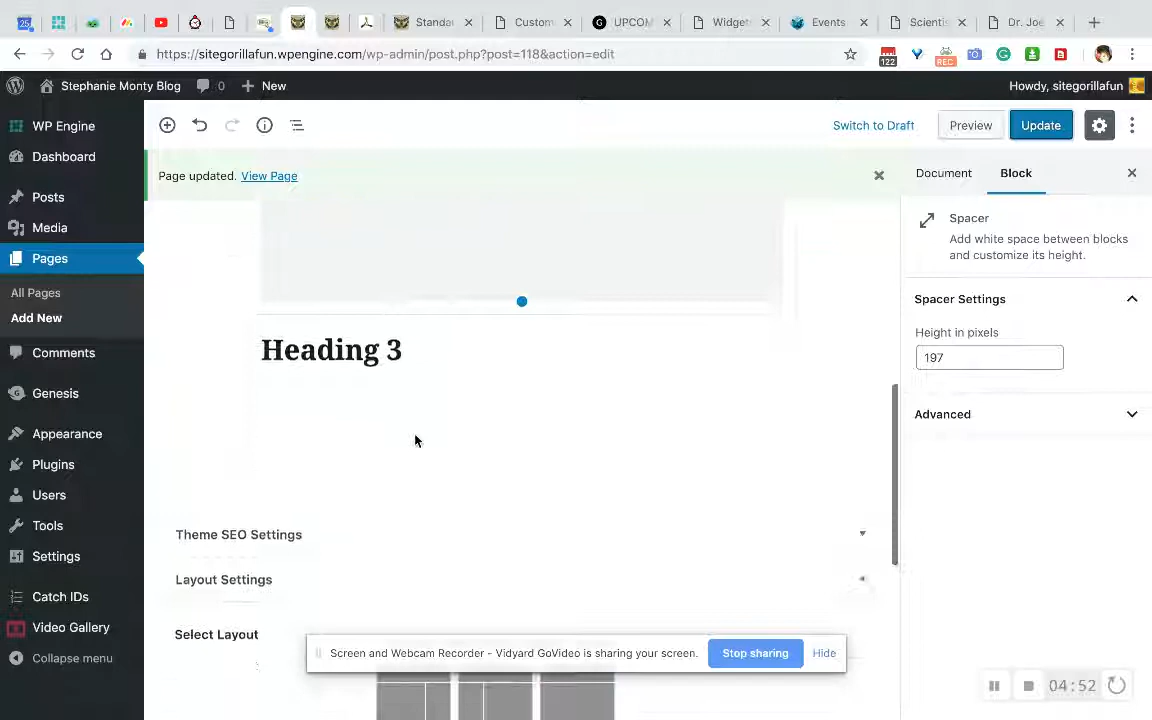 Standa
Custom
UPCOM
Widget
Events
Scientis
Dr. Joe
https://sitegorillafun.wpengine.com/wp-admin/post.php?post=118&action=edit
122
REC
Stephanie Monty Blog
0
New
Howdy, sitegorillafun
WP Engine
Dashboard
Posts
Media
Pages
All Pages
Add New
Comments
Genesis
Appearance
Plugins
Users
Tools
Settings
Catch IDs
Video Gallery
Collapse menu
Switch to Draft
Preview
Update
Page updated. View Page
Heading 3
Theme SEO Settings
Layout Settings
Select Layout
Document
Block
Spacer
Add white space between blocks
and customize its height.
Spacer Settings
Height in pixels
197
Advanced
Screen and Webcam Recorder - Vidyard GoVideo is sharing your screen.
Stop sharing
Hide
04:52